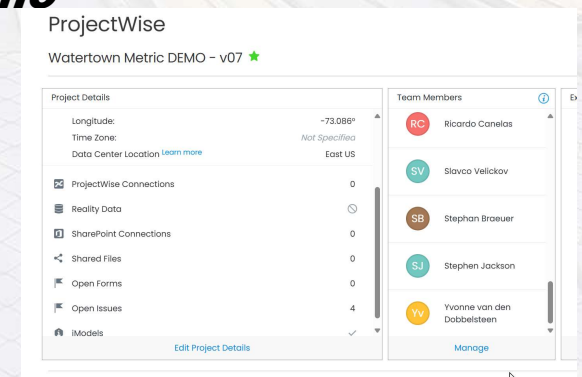 ProjectWise
Watertown Metric DEMO - v07
Project Details
Longitude: -73.086°
Time Zone: Not Specified
Data Center Location Learn more East US
ProjectWise Connections 0
Reality Data
SharePoint Connections 0
Shared Files 0
Open Forms 0
Open Issues 4
iModels
Edit Project Details
Team Members
RC Ricardo Canelas
SV Slavco Velickov
SB Stephan Braeuer
SJ Stephen Jackson
Yv Yvonne van den
Dobbelsteen
Manage